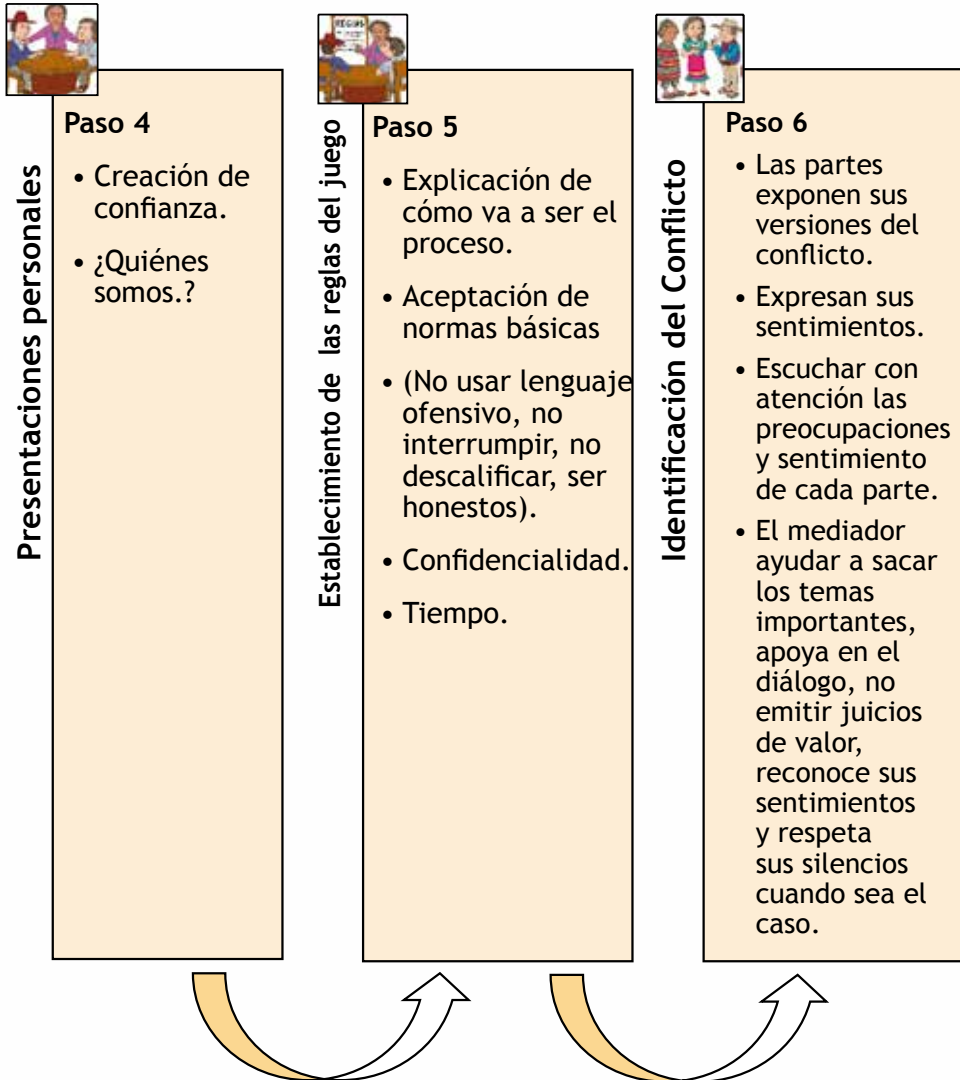 Presentaciones personales
Paso 4
• Creación de
confianza.
• ¿Quiénes
somos.?
Establecimiento de las reglas del juego
REGLAS
Paso 5
• Explicación de
cómo va a ser el
proceso.
• Aceptación de
normas básicas
• (No usar lenguaje
ofensivo, no
interrumpir, no
descalificar, ser
honestos).
• Confidencialidad.
• Tiempo.
Identificación del Conflicto
Paso 6
• Las partes
exponen sus
versiones del
conflicto.
• Expresan sus
sentimientos.
• Escuchar con
atención las
preocupaciones
y sentimiento
de cada parte.
• El mediador
ayudar a sacar
los temas
importantes,
apoya en el
diálogo, no
emitir juicios
de valor,
reconoce sus
sentimientos
y respeta
sus silencios
cuando sea el
caso.